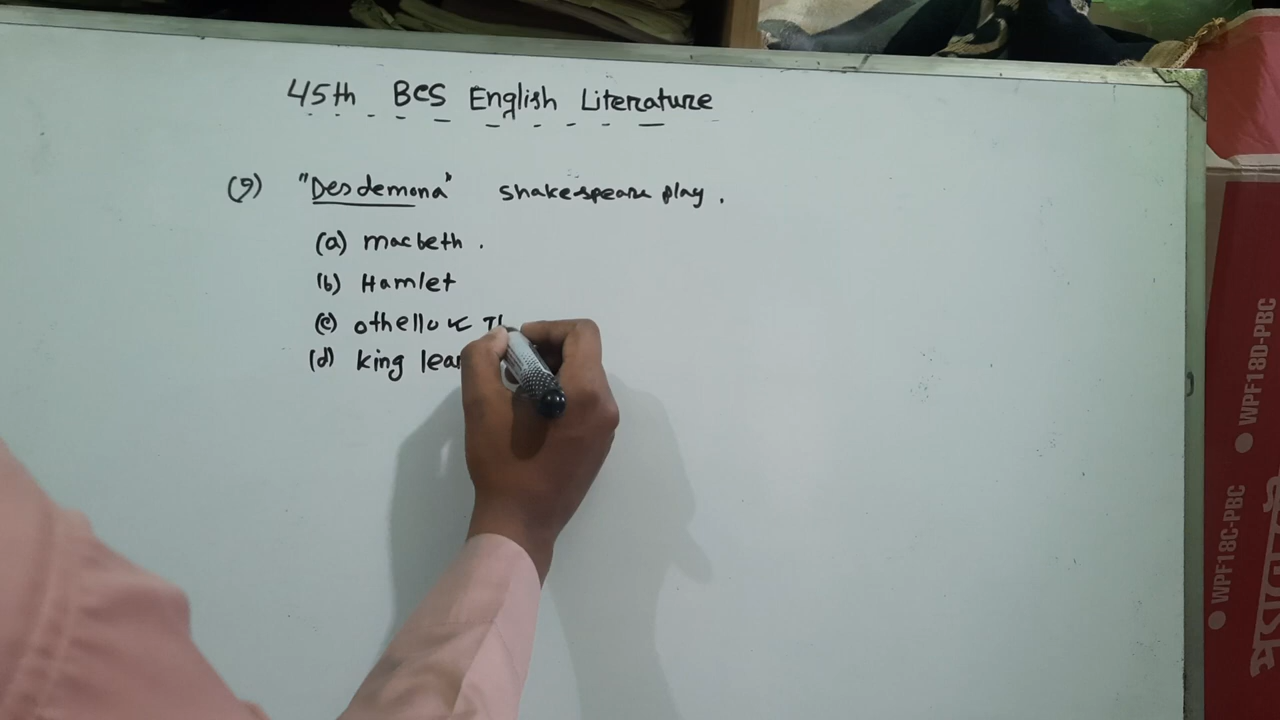 45th BCS English Literature
(9) "Desdemona" Shakespeare play.
(a) macbeth.
(b) Hamlet
(c) othello
(d) king lear
WPF18D-PBC
WPF18C-PBC